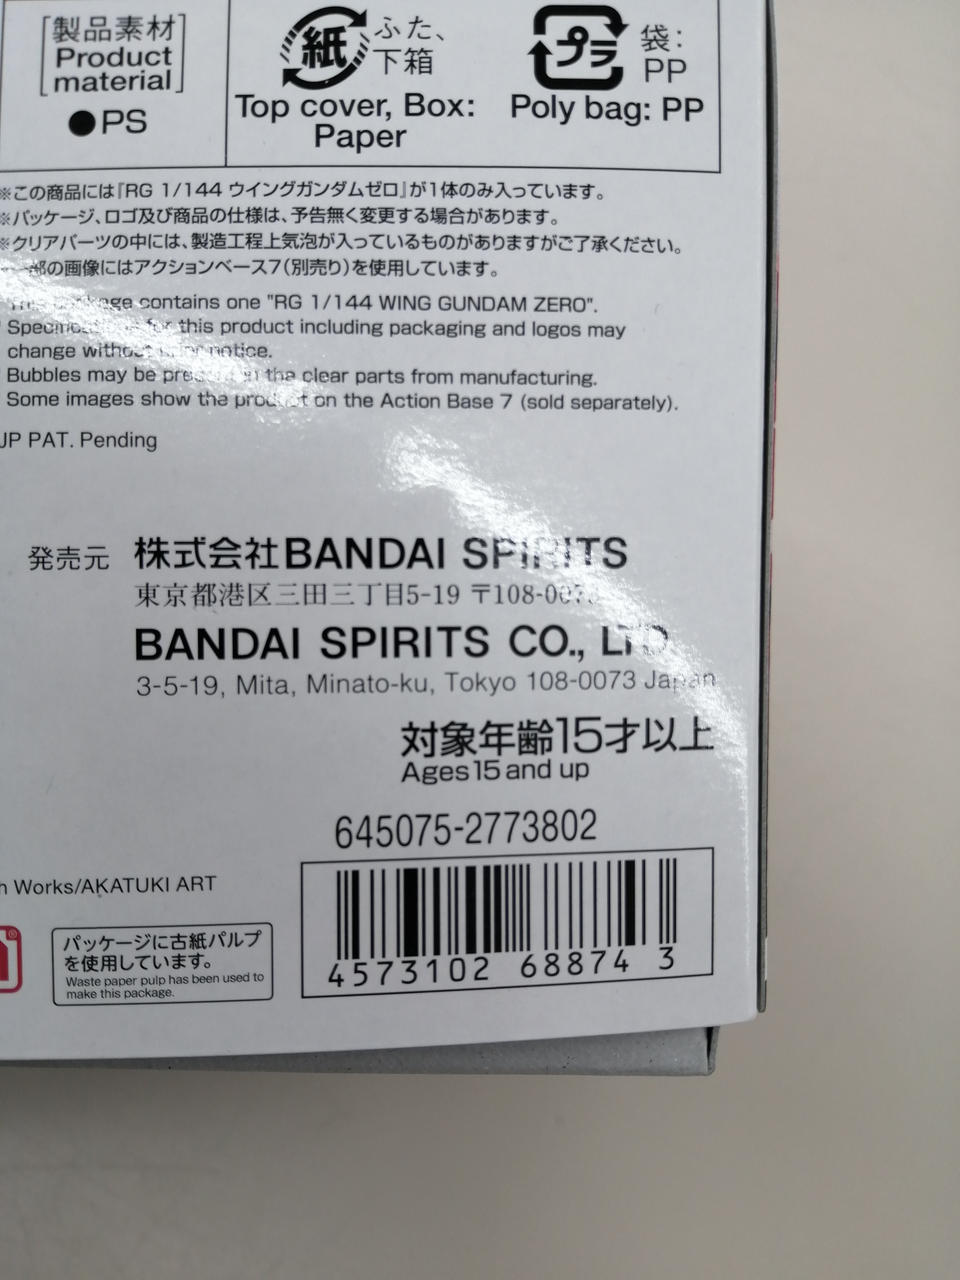 製品素材
Product
material
●PS
紙
ふた、
下箱
Top cover, Box:
Paper
プラ
袋:
PP
Poly bag: PP
※この商品には『RG 1/144 ウイングガンダムゼロ』が1体のみ入っています。
※パッケージ、ロゴ及び商品の仕様は、予告無く変更する場合があります。
※クリアパーツの中には、製造工程上気泡が入っているものがありますがご了承ください。
一部の画像にはアクションベース7(別売り)を使用しています。
This package contains one "RG 1/144 WING GUNDAM ZERO".
Specifications for this product including packaging and logos may
change without prior notice.
Bubbles may be present in the clear parts from manufacturing.
Some images show the product on the Action Base 7 (sold separately).
JP PAT. Pending
発売元 株式会社BANDAI SPIRITS
東京都港区三田三丁目5-19 〒108-0073
BANDAI SPIRITS CO., LTD.
3-5-19, Mita, Minato-ku, Tokyo 108-0073 Japan
対象年齢15才以上
Ages 15 and up
645075-2773802
Works/AKATUKI ART
パッケージに古紙パルプ
を使用しています。
Waste paper pulp has been used to
make this package.
4573102 68874 3